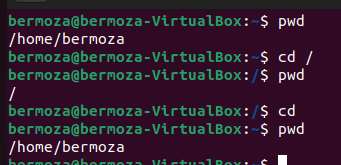 bermoza@bermoza-VirtualBox:~$ pwd
/home/bermoza
bermoza@bermoza-VirtualBox:~$ cd /
bermoza@bermoza-VirtualBox:/$ pwd
/
bermoza@bermoza-VirtualBox:/$ cd
bermoza@bermoza-VirtualBox:~$ pwd
/home/bermoza
bermoza@bermoza-VirtualBox:~$